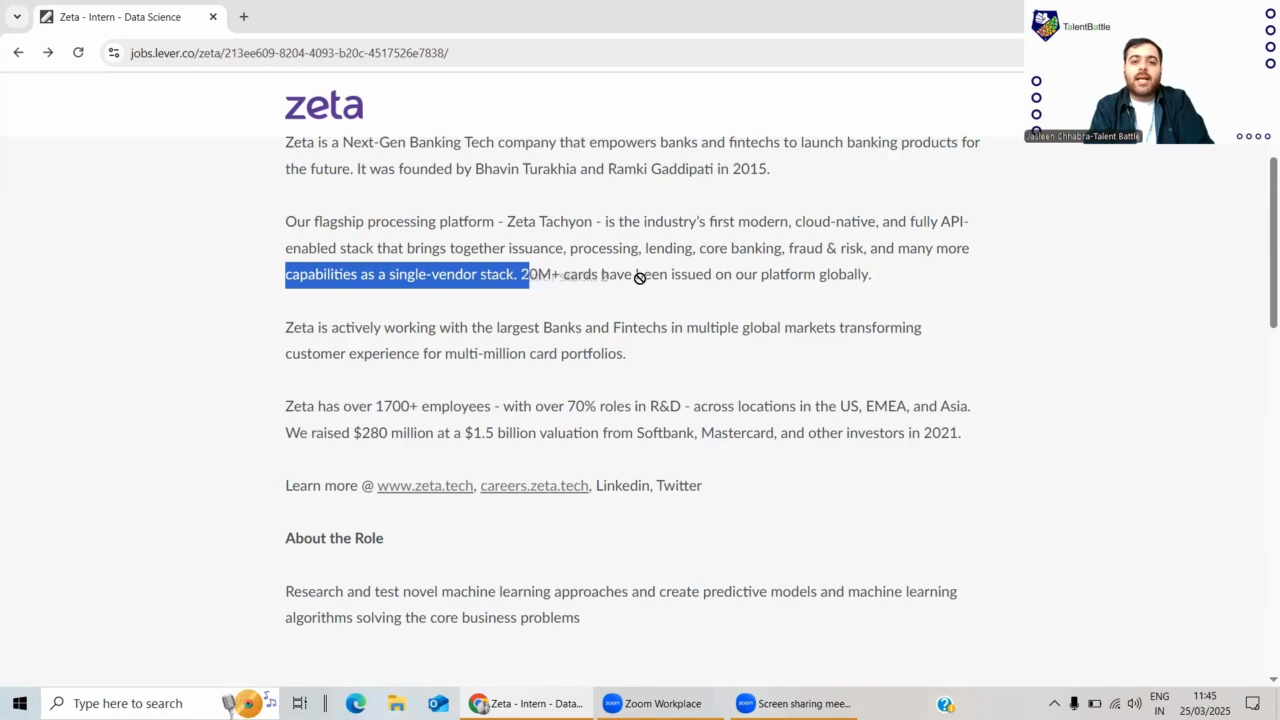 Zeta - Intern - Data Science
TalentBattle
jobs.lever.co/zeta/213ee609-8204-4093-b20c-4517526e7838/
zeta
Jasleen Chhabra-Talent Battle
Zeta is a Next-Gen Banking Tech company that empowers banks and fintechs to launch banking products for
the future. It was founded by Bhavin Turakhia and Ramki Gaddipati in 2015.
Our flagship processing platform - Zeta Tachyon - is the industry's first modern, cloud-native, and fully API-
enabled stack that brings together issuance, processing, lending, core banking, fraud & risk, and many more
capabilities as a single-vendor stack. 20M+ cards have been issued on our platform globally.
Zeta is actively working with the largest Banks and Fintechs in multiple global markets transforming
customer experience for multi-million card portfolios.
Zeta has over 1700+ employees - with over 70% roles in R&D - across locations in the US, EMEA, and Asia.
We raised $280 million at a $1.5 billion valuation from Softbank, Mastercard, and other investors in 2021.
Learn more @ www.zeta.tech, careers.zeta.tech, Linkedin, Twitter
About the Role
Research and test novel machine learning approaches and create predictive models and machine learning
algorithms solving the core business problems
Type here to search
Zeta - Intern - Data...
zoom
Zoom Workplace
zoom
Screen sharing mee...
ENG
IN
11:45
25/03/2025